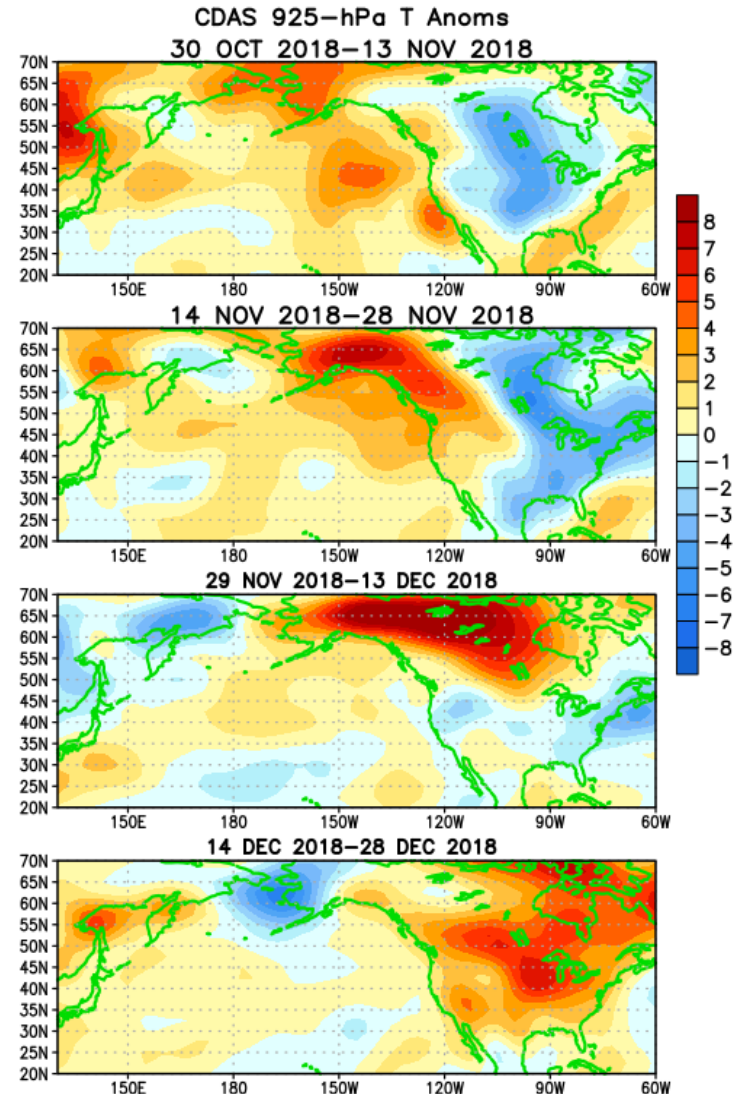 CDAS 925-hPa T Anoms
30 OCT 2018-13 NOV 2018
70N
65N
60N
55N
50N
45N
40N
35N
30N
25N
20N
150E 180 150W 120W 90W 60W
14 NOV 2018-28 NOV 2018
70N
65N
60N
55N
50N
45N
40N
35N
30N
25N
20N
150E 180 150W 120W 90W 60W
29 NOV 2018-13 DEC 2018
70N
65N
60N
55N
50N
45N
40N
35N
30N
25N
20N
150E 180 150W 120W 90W 60W
14 DEC 2018-28 DEC 2018
70N
65N
60N
55N
50N
45N
40N
35N
30N
25N
20N
150E 180 150W 120W 90W 60W
8
7
6
5
4
3
2
1
0
-1
-2
-3
-4
-5
-6
-7
-8